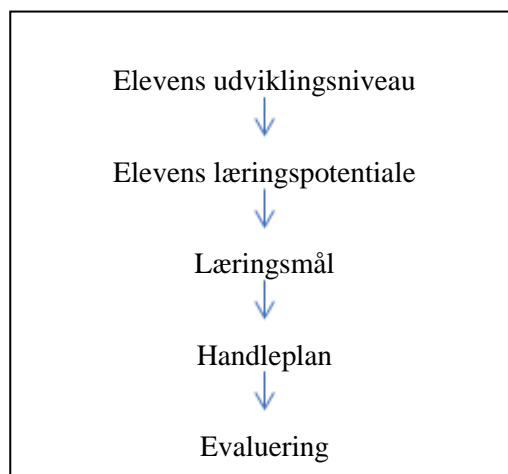 Elevens udviklingsniveau
Elevens læringspotentiale
Læringsmål
Handleplan
Evaluering